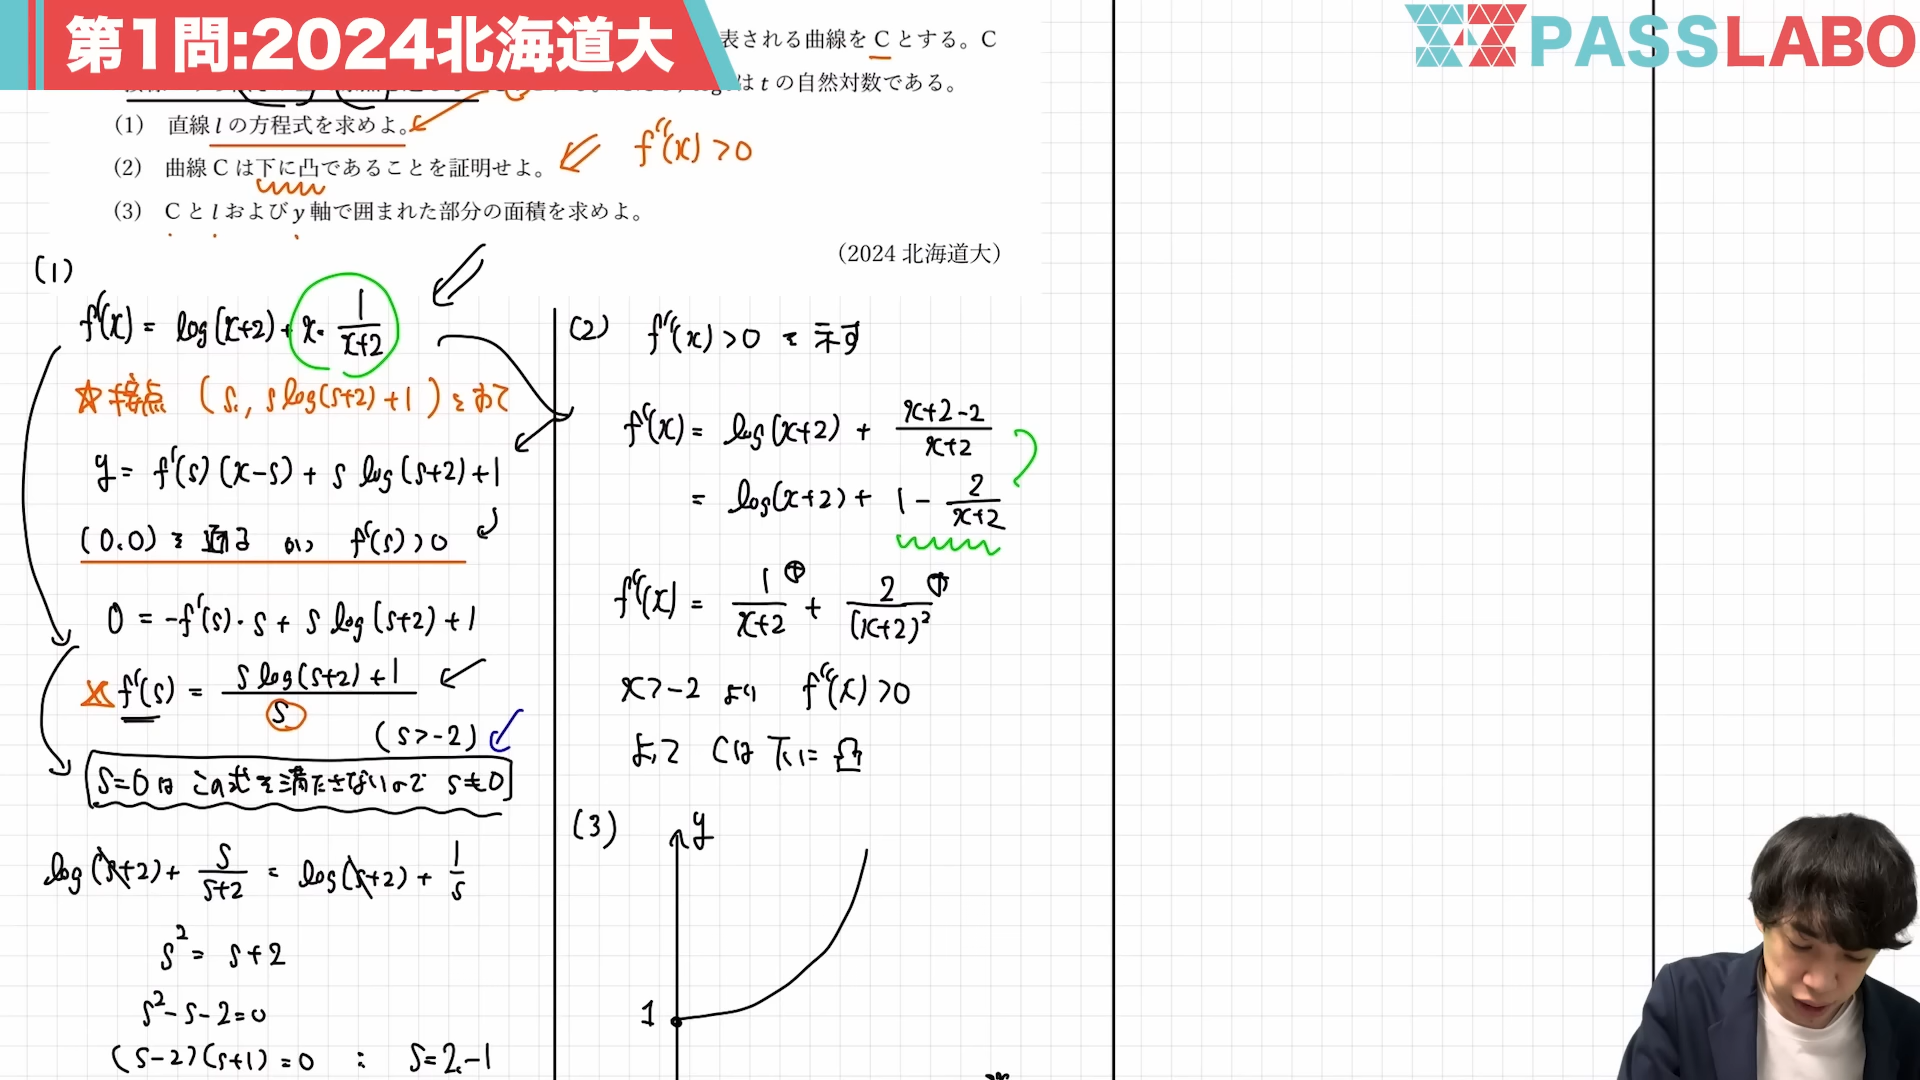 第1問:2024北海道大
PASSLABO
表される曲線を C とする。C
は t の自然対数である。
(1) 直線 l の方程式を求めよ。
f''(x) > 0
(2) 曲線 C は下に凸であることを証明せよ。
(3) C と l および y 軸で囲まれた部分の面積を求めよ。
(2024 北海道大)
(1)
f'(x) = log(x+2) + x・1/(x+2)
☆接点 (s, s log(s+2)+1) とおて
y = f'(s)(x-s) + s log(s+2)+1
(0.0) を通る かつ f'(s)>0
0 = -f'(s)・s + s log(s+2)+1
f'(s) = (s log(s+2)+1)/s
(s>-2)
s=0は この式を満たさないので s≠0
log(s+2) + s/(s+2) = log(s+2) + 1/s
s² = s+2
s²-s-2=0
(s-2)(s+1)=0 : s=2,-1
(2) f''(x)>0 を示す
f'(x) = log(x+2) + (x+2-2)/(x+2)
= log(x+2) + 1 - 2/(x+2)
f''(x) = 1/(x+2) ⊕ + 2/(x+2)² ⊕
x>-2 より f''(x)>0
よって Cは 下に凸
(3)
y
1